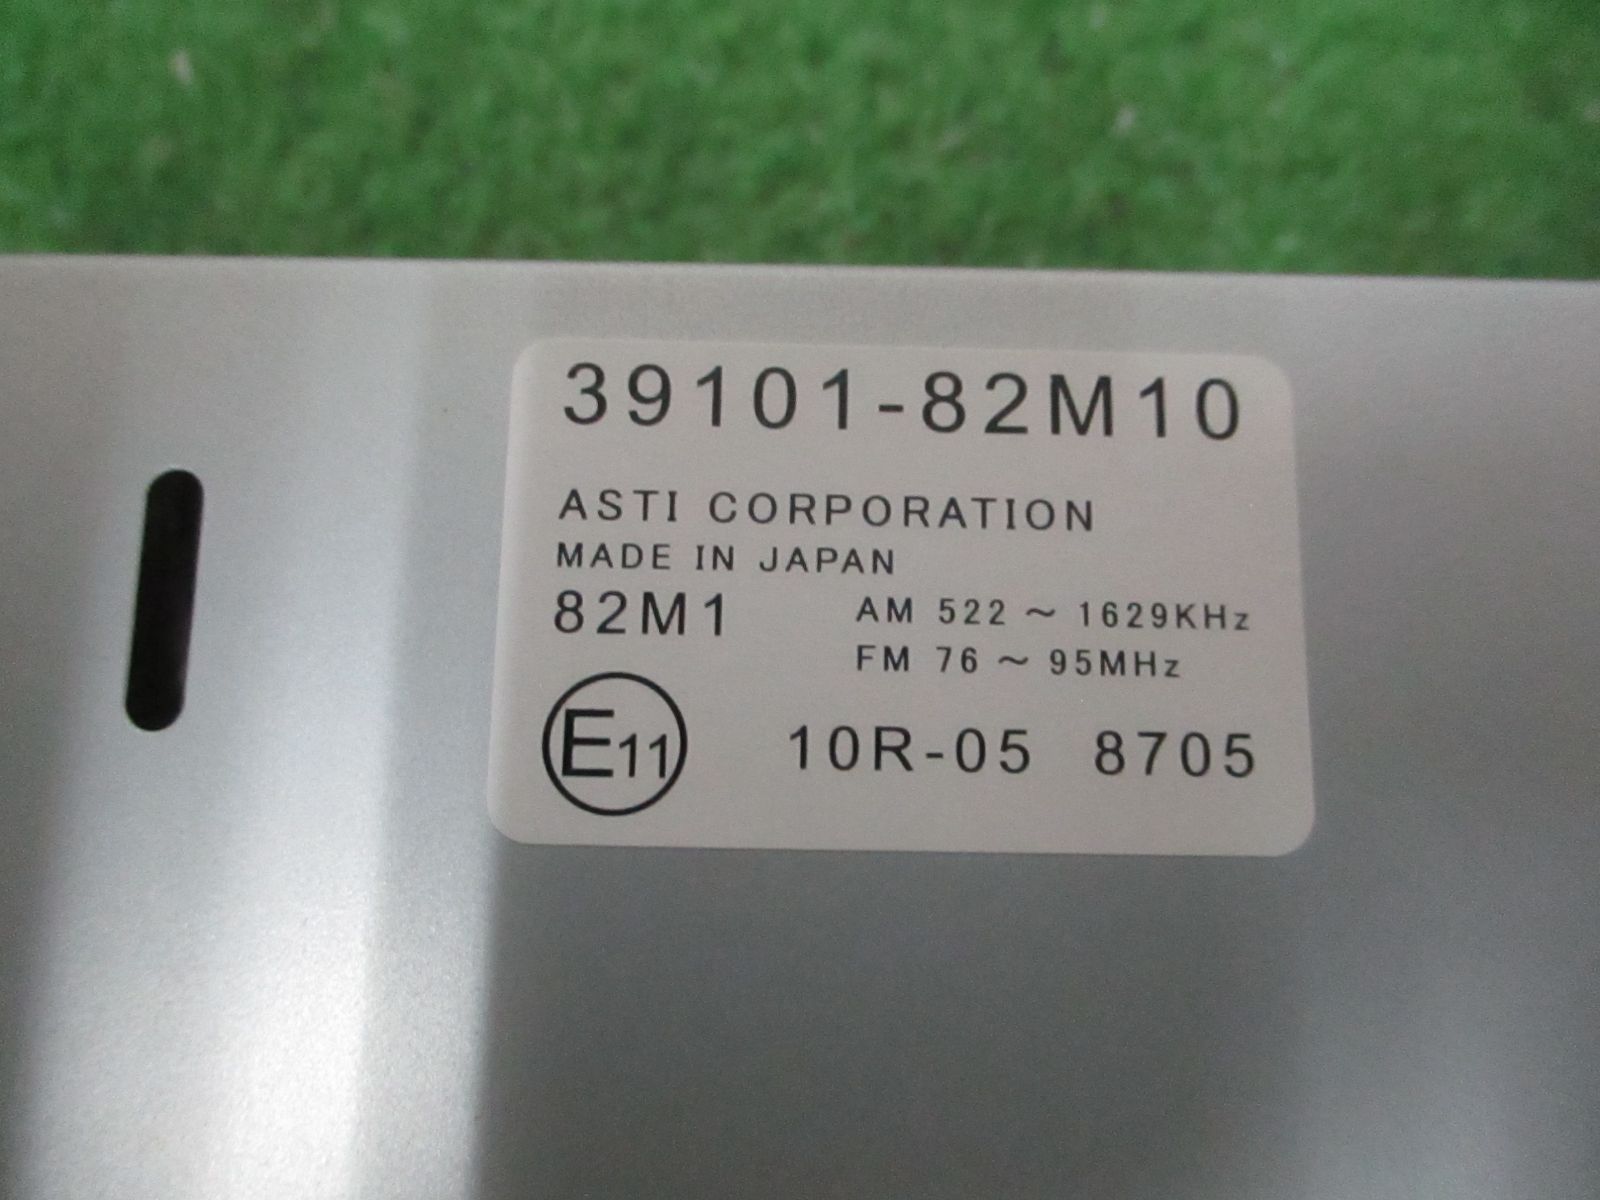 39101-82M10
ASTI CORPORATION
MADE IN JAPAN
82M1 AM 522 ~ 1629KHz
FM 76 ~ 95MHz
E11 10R-05 8705